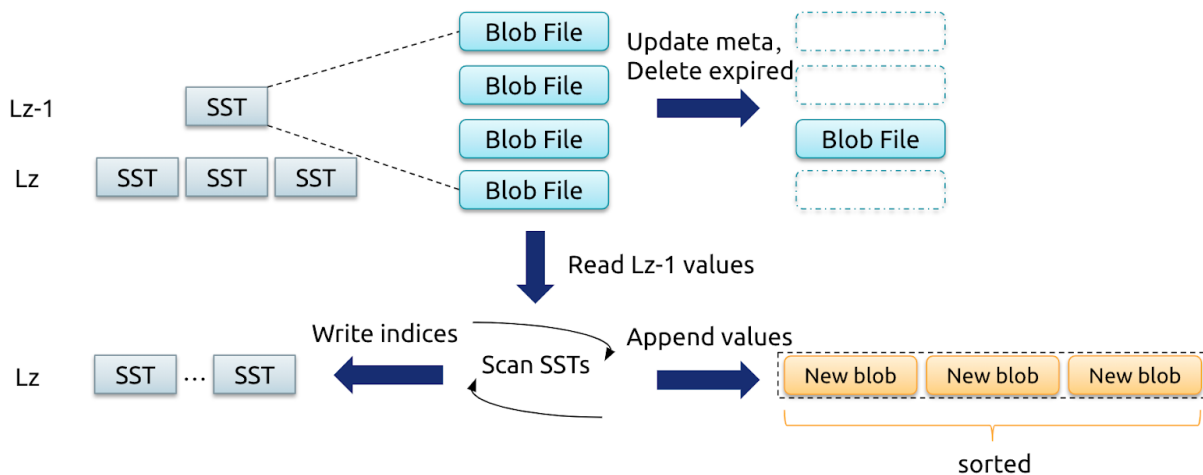 Blob File
Update meta,
Delete expired
Blob File
Lz-1
SST
Blob File
Blob File
Lz
SST
SST
SST
Blob File
Read Lz-1 values
Write indices
Append values
Lz
SST
...
SST
Scan SSTs
New blob
New blob
New blob
sorted